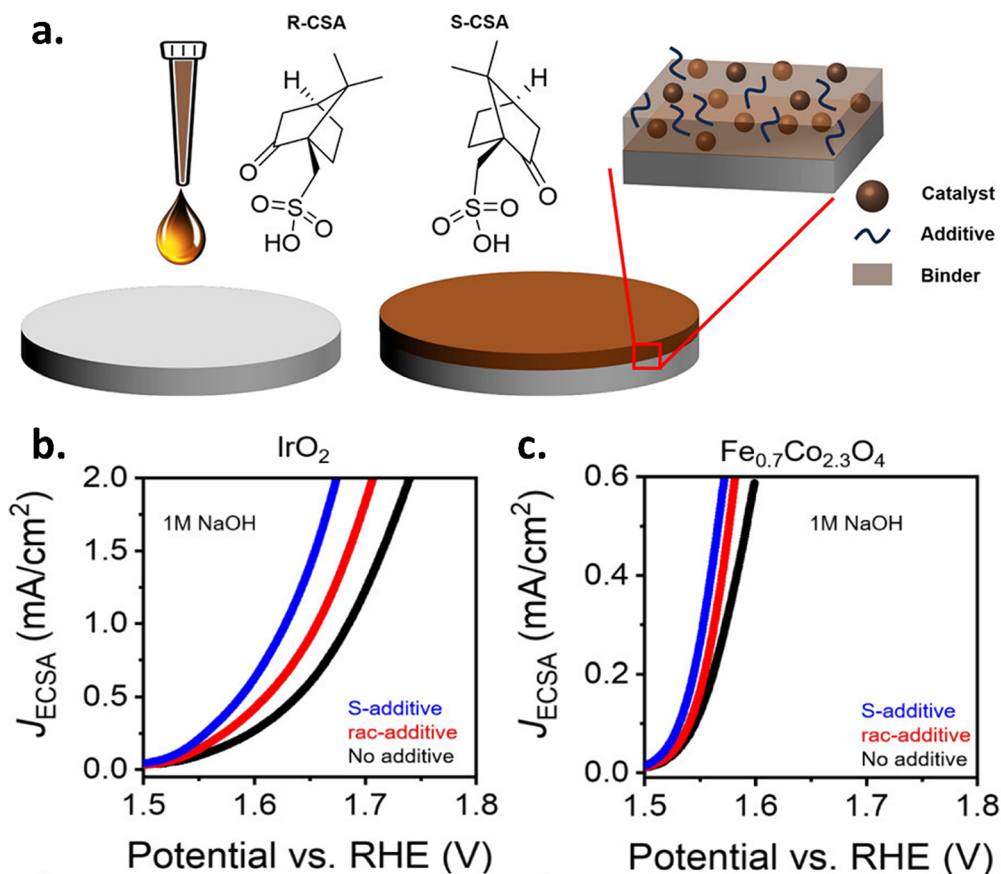 a.
R-CSA
S-CSA
H
O
O
S
O
HO
H
O
O
S
O
OH
Catalyst
Additive
Binder
b.
IrO2
2.0
1M NaOH
1.5
1.0
0.5
0.0
S-additive
rac-additive
No additive
1.5 1.6 1.7 1.8
JECSA (mA/cm2)
Potential vs. RHE (V)
c.
Fe0.7Co2.3O4
0.6
1M NaOH
0.4
0.2
0.0
S-additive
rac-additive
No additive
1.5 1.6 1.7 1.8
JECSA (mA/cm2)
Potential vs. RHE (V)